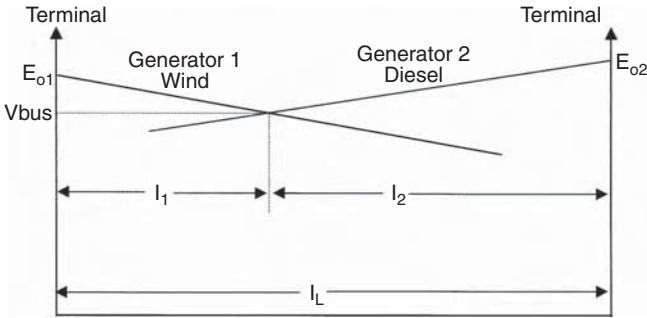 Terminal
Terminal
Generator 1
Wind
Generator 2
Diesel
Eo1
Eo2
Vbus
I1
I2
IL